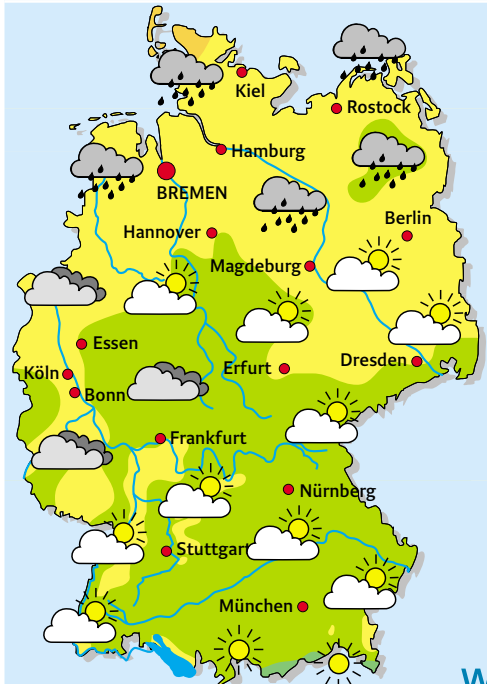 Kiel
Rostock
Hamburg
BREMEN
Berlin
Hannover
Magdeburg
Essen
Köln
Erfurt
Dresden
Bonn
Frankfurt
Nürnberg
Stuttgart
München